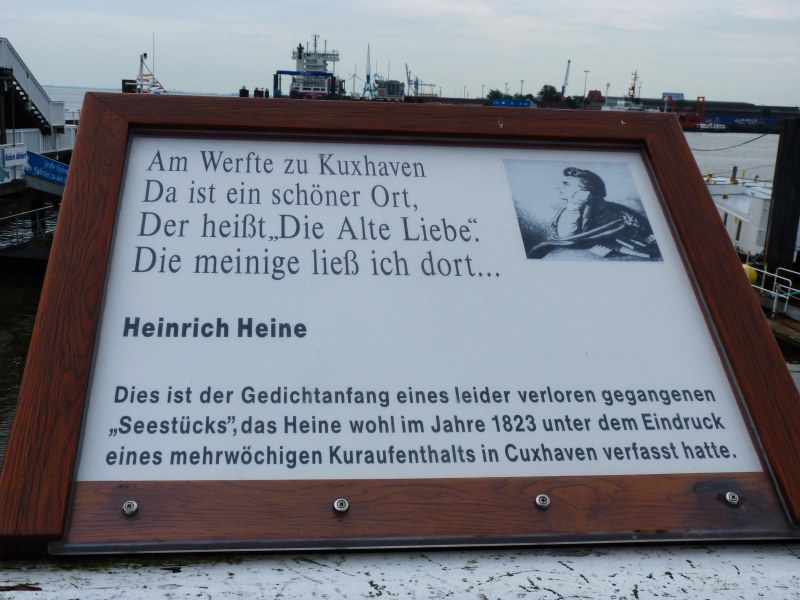 Am Werfte zu Kuxhaven
Da ist ein schöner Ort,
Der heißt „Die Alte Liebe“.
Die meinige ließ ich dort...
Heinrich Heine
Dies ist der Gedichtanfang eines leider verloren gegangenen
„Seestücks”, das Heine wohl im Jahre 1823 unter dem Eindruck
eines mehrwöchigen Kuraufenthalts in Cuxhaven verfasst hatte.